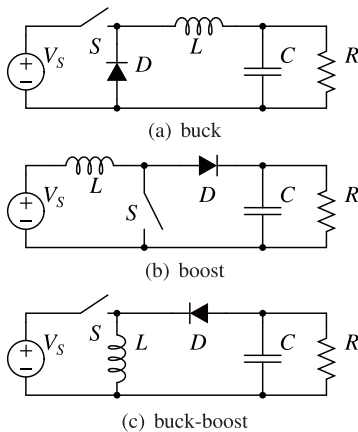 V_S S D L C R
(a) buck
V_S L S D C R
(b) boost
V_S S L D C R
(c) buck-boost